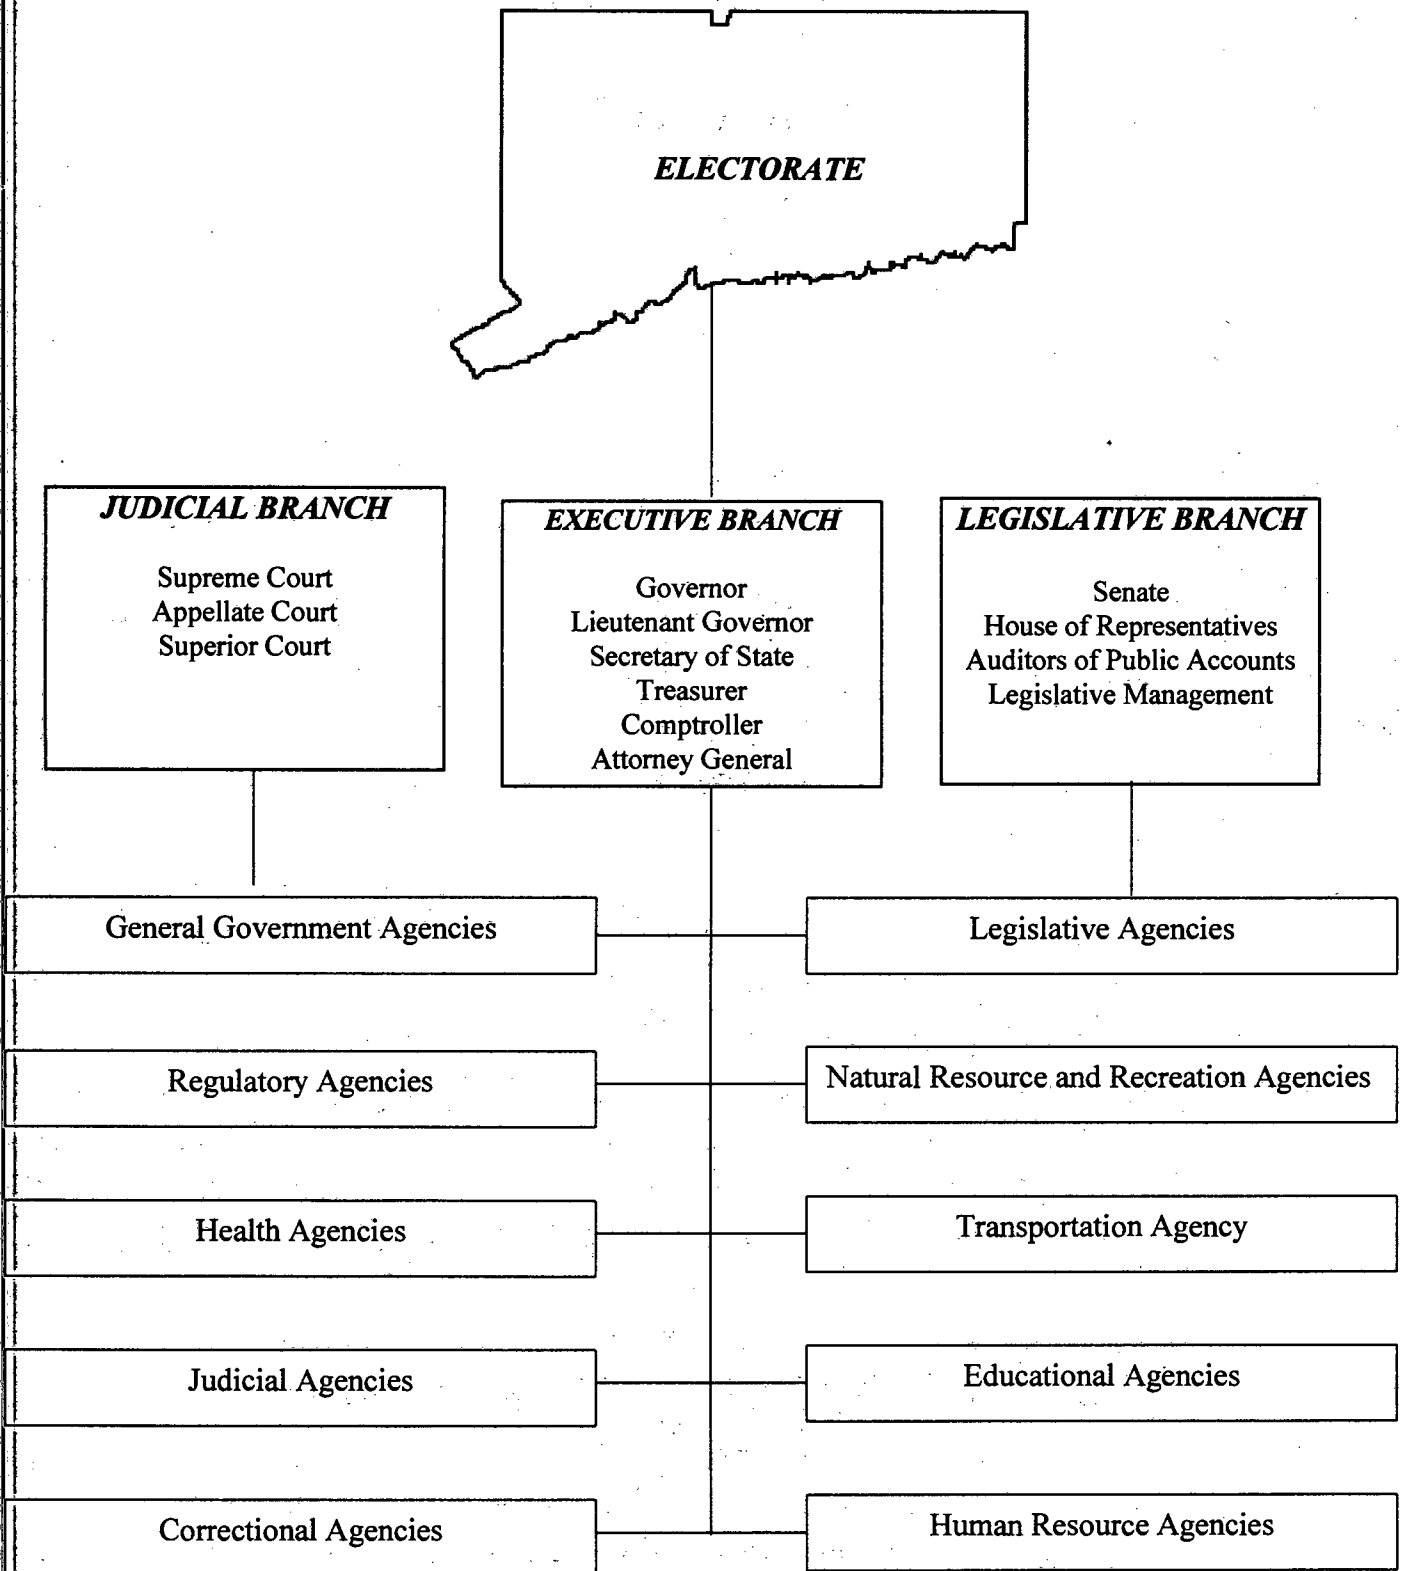 ELECTORATE
JUDICIAL BRANCH
Supreme Court
Appellate Court
Superior Court
EXECUTIVE BRANCH
Governor
Lieutenant Governor
Secretary of State
Treasurer
Comptroller
Attorney General
LEGISLATIVE BRANCH
Senate
House of Representatives
Auditors of Public Accounts
Legislative Management
General Government Agencies
Legislative Agencies
Regulatory Agencies
Natural Resource and Recreation Agencies
Health Agencies
Transportation Agency
Judicial Agencies
Educational Agencies
Correctional Agencies
Human Resource Agencies